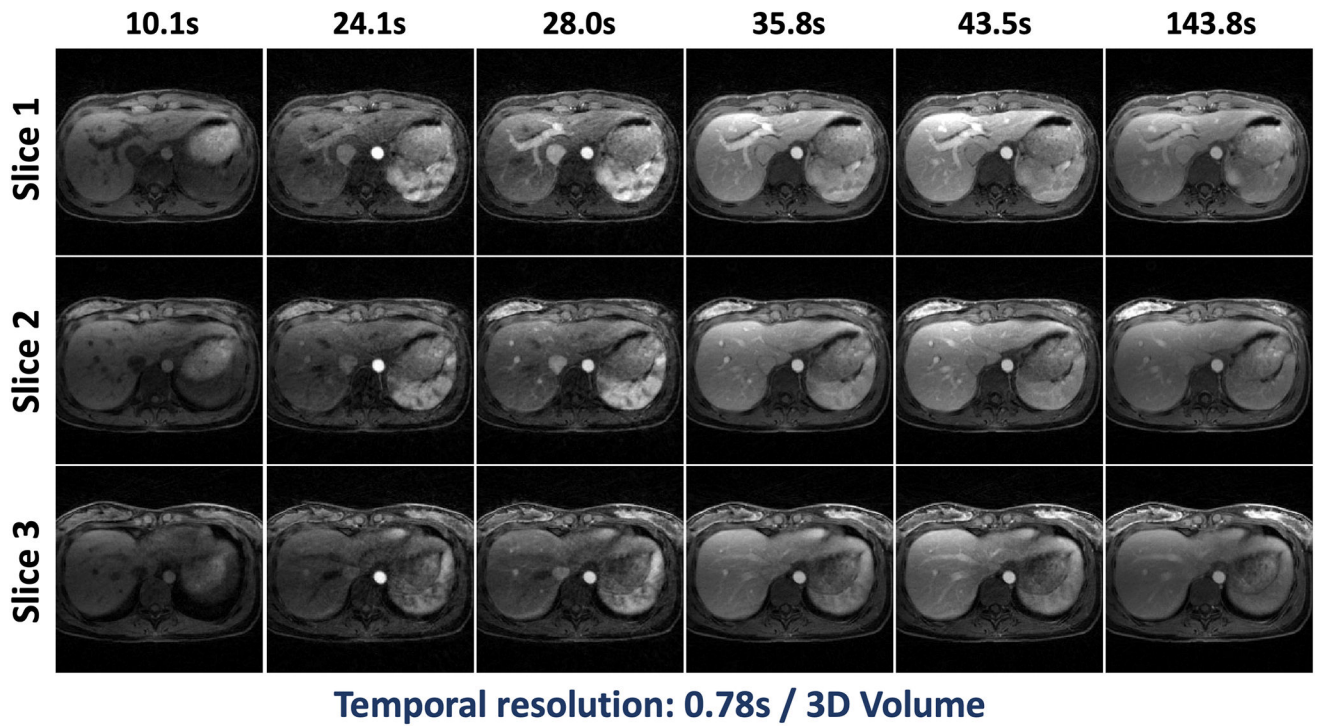 10.1s 24.1s 28.0s 35.8s 43.5s 143.8s
Slice 1
Slice 2
Slice 3
Temporal resolution: 0.78s / 3D Volume